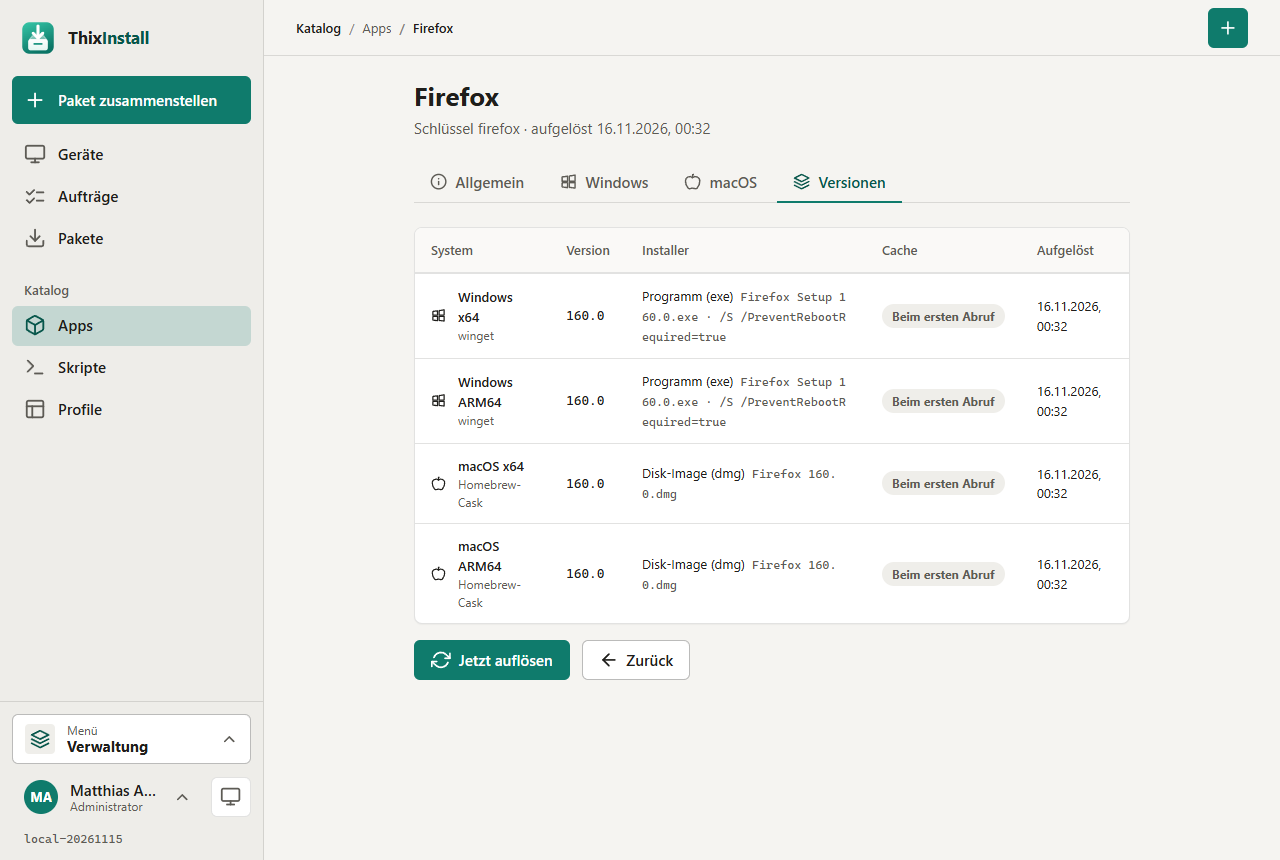 ThixInstall
Katalog / Apps / Firefox
Paket zusammenstellen
Geräte
Aufträge
Pakete
Katalog
Apps
Skripte
Profile
Menü
Verwaltung
MA
Matthias A...
Administrator
local-20261115
Firefox
Schlüssel firefox · aufgelöst 16.11.2026, 00:32
Allgemein Windows macOS Versionen
System Version Installer Cache Aufgelöst
Windows
x64
winget
160.0
Programm (exe) Firefox Setup 1
60.0.exe · /S /PreventRebootR
equired=true
Beim ersten Abruf
16.11.2026,
00:32
Windows
ARM64
winget
160.0
Programm (exe) Firefox Setup 1
60.0.exe · /S /PreventRebootR
equired=true
Beim ersten Abruf
16.11.2026,
00:32
macOS x64
Homebrew-
Cask
160.0
Disk-Image (dmg) Firefox 160.
0.dmg
Beim ersten Abruf
16.11.2026,
00:32
macOS
ARM64
Homebrew-
Cask
160.0
Disk-Image (dmg) Firefox 160.
0.dmg
Beim ersten Abruf
16.11.2026,
00:32
Jetzt auflösen
Zurück